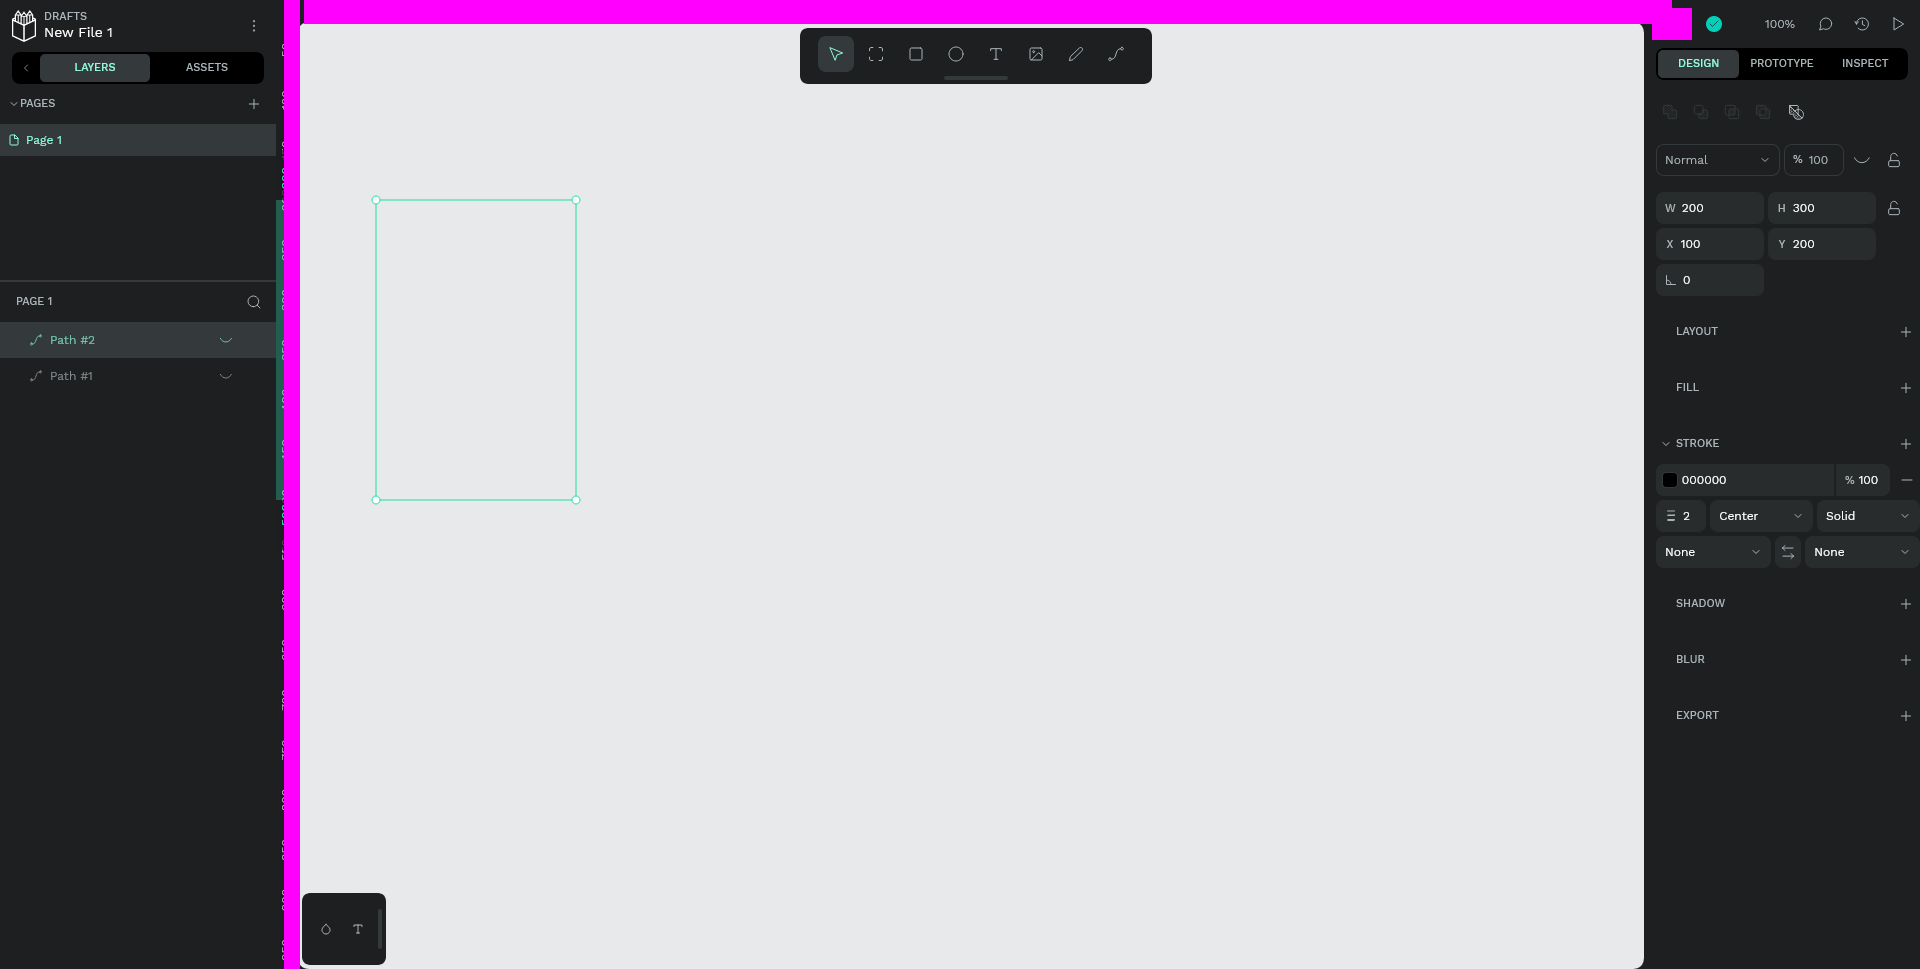 DRAFTS
New File 1
LAYERS
ASSETS
PAGES
Page 1
PAGE 1
Path #2
Path #1
100%
DESIGN
PROTOTYPE
INSPECT
Normal
% 100
W 200
H 300
X 100
Y 200
0
LAYOUT
FILL
STROKE
000000
% 100
2
Center
Solid
None
None
SHADOW
BLUR
EXPORT